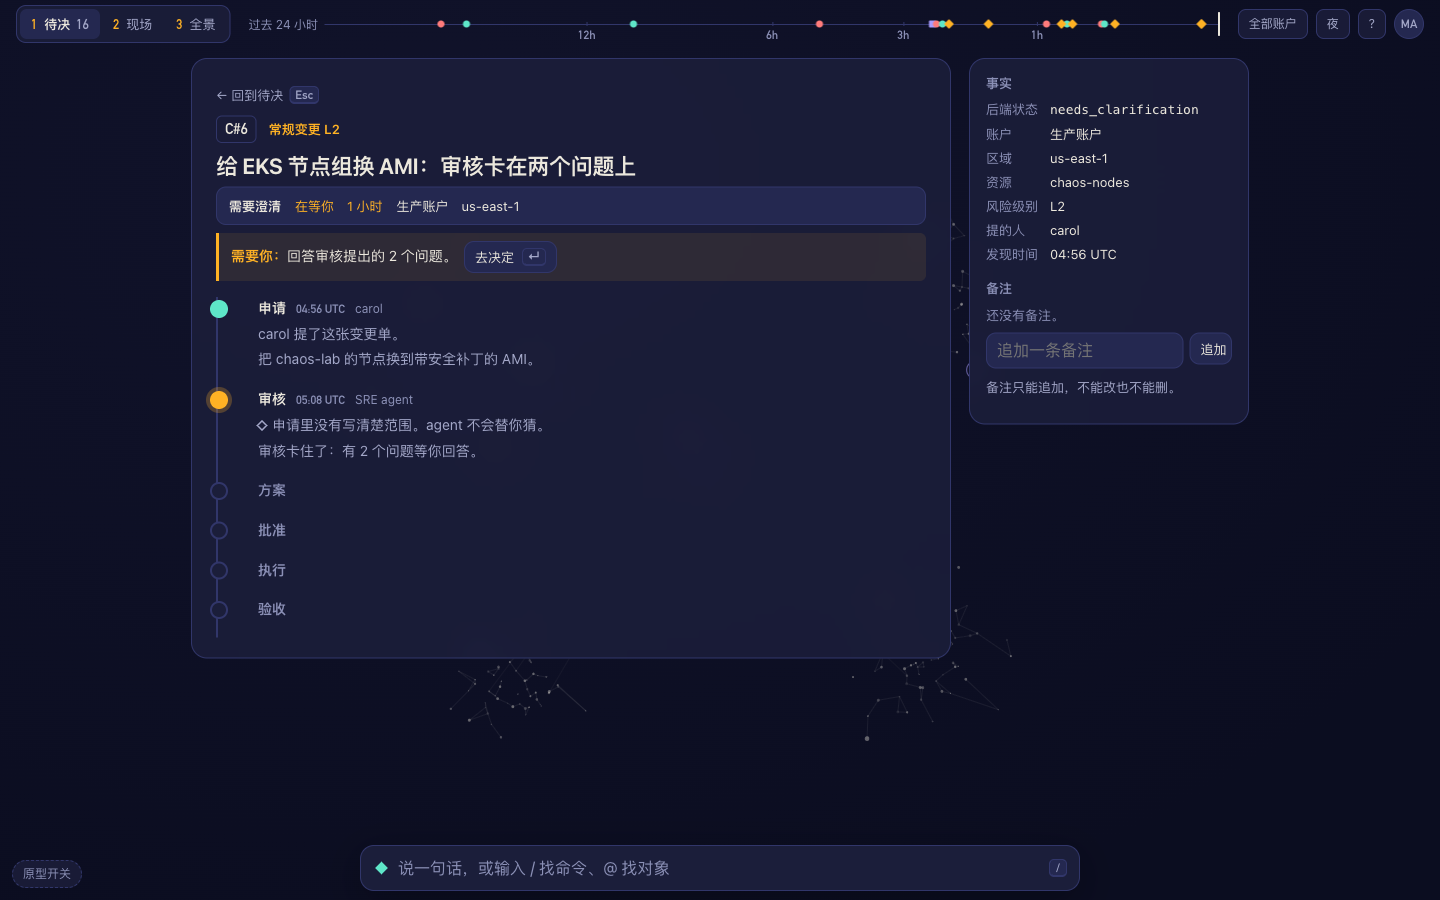 1 待决 16 2 现场 3 全景
过去 24 小时
12h 6h 3h 1h
全部账户 夜 ? MA
← 回到待决 Esc
C#6 常规变更 L2
给 EKS 节点组换 AMI：审核卡在两个问题上
需要澄清 在等你 1 小时 生产账户 us-east-1
需要你：回答审核提出的 2 个问题。 去决定 ↵
申请 04:56 UTC carol
carol 提了这张变更单。
把 chaos-lab 的节点换到带安全补丁的 AMI。
审核 05:08 UTC SRE agent
◇ 申请里没有写清楚范围。agent 不会替你猜。
审核卡住了：有 2 个问题等你回答。
方案
批准
执行
验收
事实
后端状态 needs_clarification
账户 生产账户
区域 us-east-1
资源 chaos-nodes
风险级别 L2
提的人 carol
发现时间 04:56 UTC
备注
还没有备注。
追加一条备注 追加
备注只能追加，不能改也不能删。
原型开关
说一句话，或输入 / 找命令、@ 找对象 /